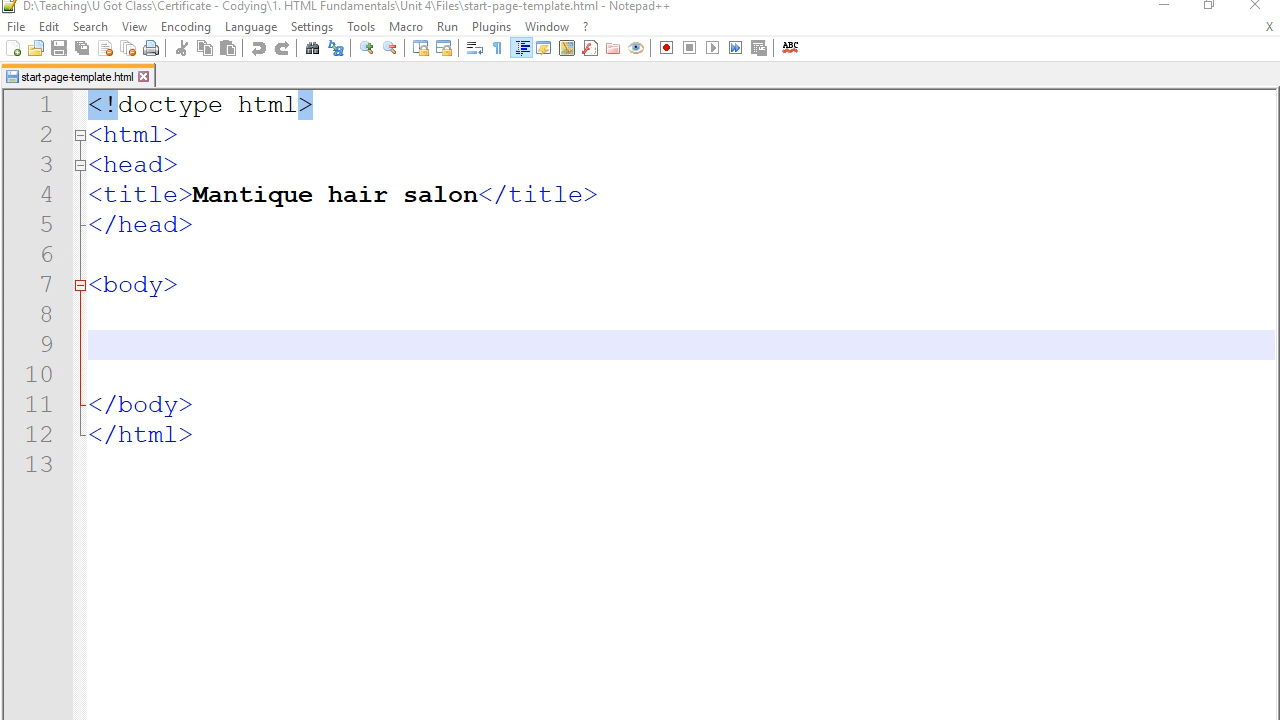 D:\Teaching\U Got Class\Certificate - Codying\1. HTML Fundamentals\Unit 4\Files\start-page-template.html - Notepad++
File Edit Search View Encoding Language Settings Tools Macro Run Plugins Window ? X
ABC
start-page-template.html
1 <!doctype html>
2 <html>
3 <head>
4 <title>Mantique hair salon</title>
5 </head>
6
7 <body>
8
9
10
11 </body>
12 </html>
13